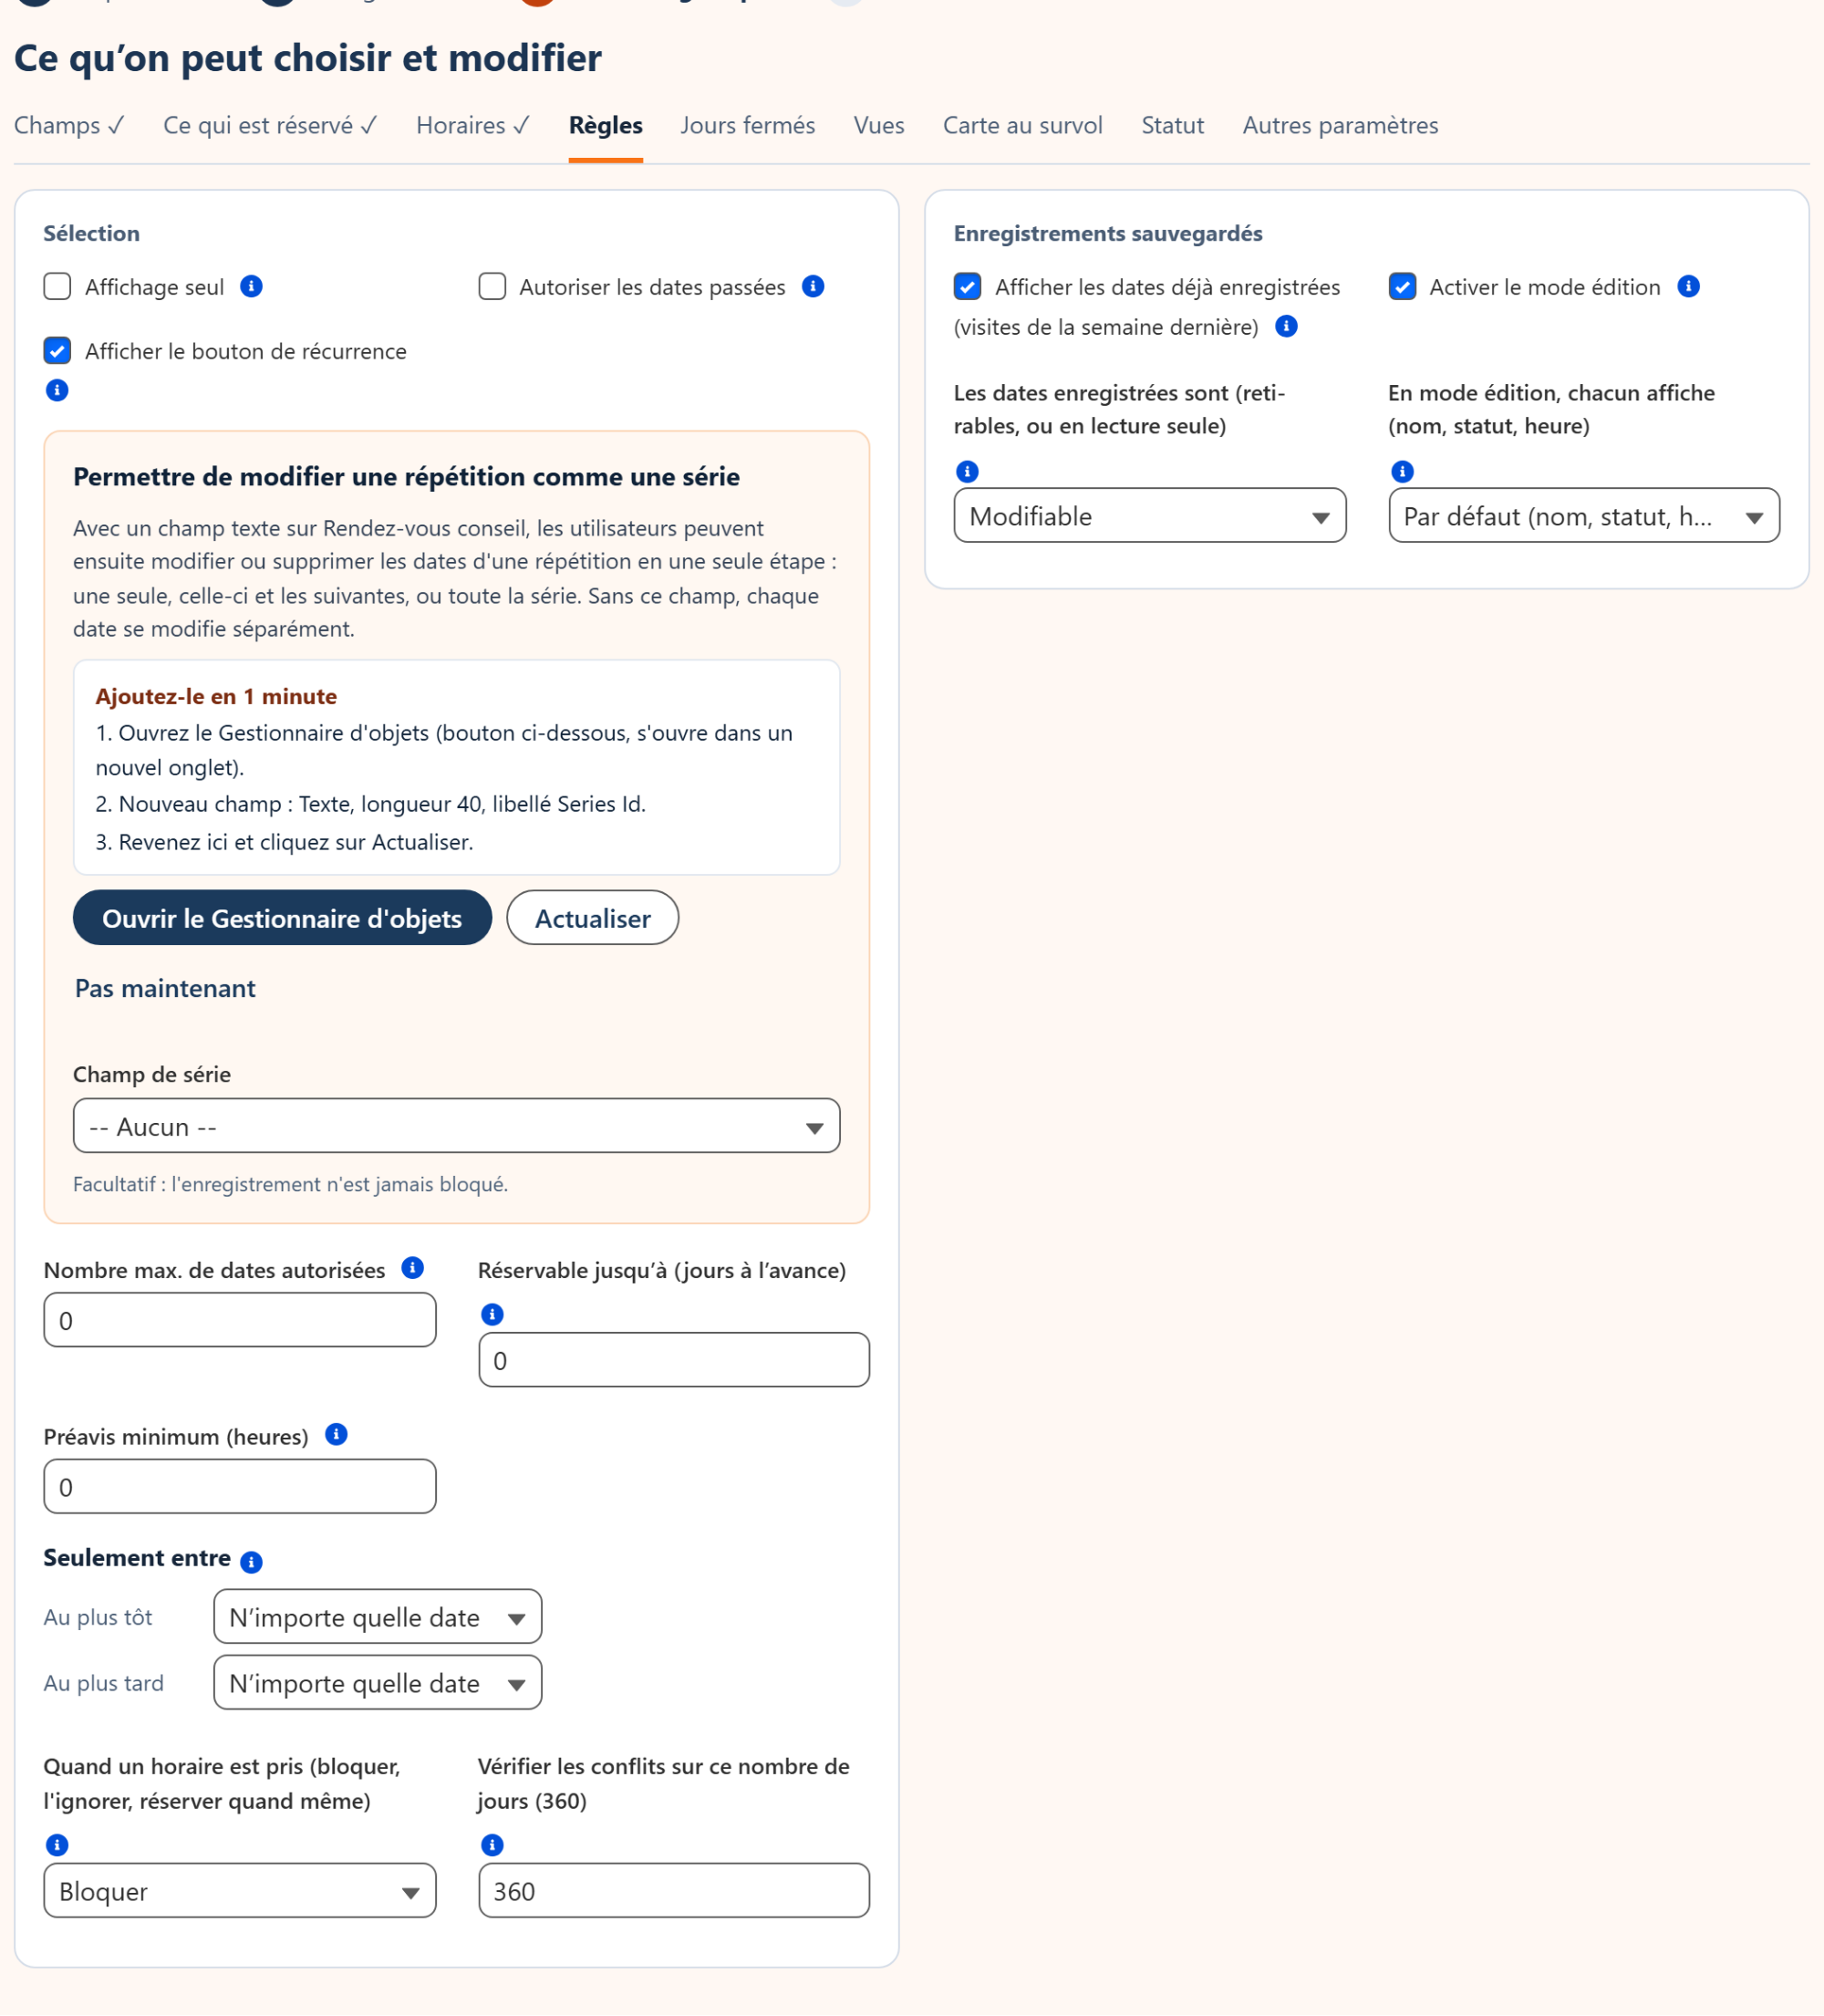 Ce qu’on peut choisir et modifier
Champs ✓ Ce qui est réservé ✓ Horaires ✓ Règles Jours fermés Vues Carte au survol Statut Autres paramètres
Sélection
Affichage seul
Autoriser les dates passées
Afficher le bouton de récurrence
Permettre de modifier une répétition comme une série
Avec un champ texte sur Rendez-vous conseil, les utilisateurs peuvent
ensuite modifier ou supprimer les dates d'une répétition en une seule étape :
une seule, celle-ci et les suivantes, ou toute la série. Sans ce champ, chaque
date se modifie séparément.
Ajoutez-le en 1 minute
1. Ouvrez le Gestionnaire d'objets (bouton ci-dessous, s'ouvre dans un
nouvel onglet).
2. Nouveau champ : Texte, longueur 40, libellé Series Id.
3. Revenez ici et cliquez sur Actualiser.
Ouvrir le Gestionnaire d'objets
Actualiser
Pas maintenant
Champ de série
-- Aucun --
Facultatif : l'enregistrement n'est jamais bloqué.
Nombre max. de dates autorisées
0
Réservable jusqu’à (jours à l’avance)
0
Préavis minimum (heures)
0
Seulement entre
Au plus tôt
N’importe quelle date
Au plus tard
N’importe quelle date
Quand un horaire est pris (bloquer,
l'ignorer, réserver quand même)
Bloquer
Vérifier les conflits sur ce nombre de
jours (360)
360
Enregistrements sauvegardés
Afficher les dates déjà enregistrées
(visites de la semaine dernière)
Activer le mode édition
Les dates enregistrées sont (reti-
rables, ou en lecture seule)
Modifiable
En mode édition, chacun affiche
(nom, statut, heure)
Par défaut (nom, statut, h...